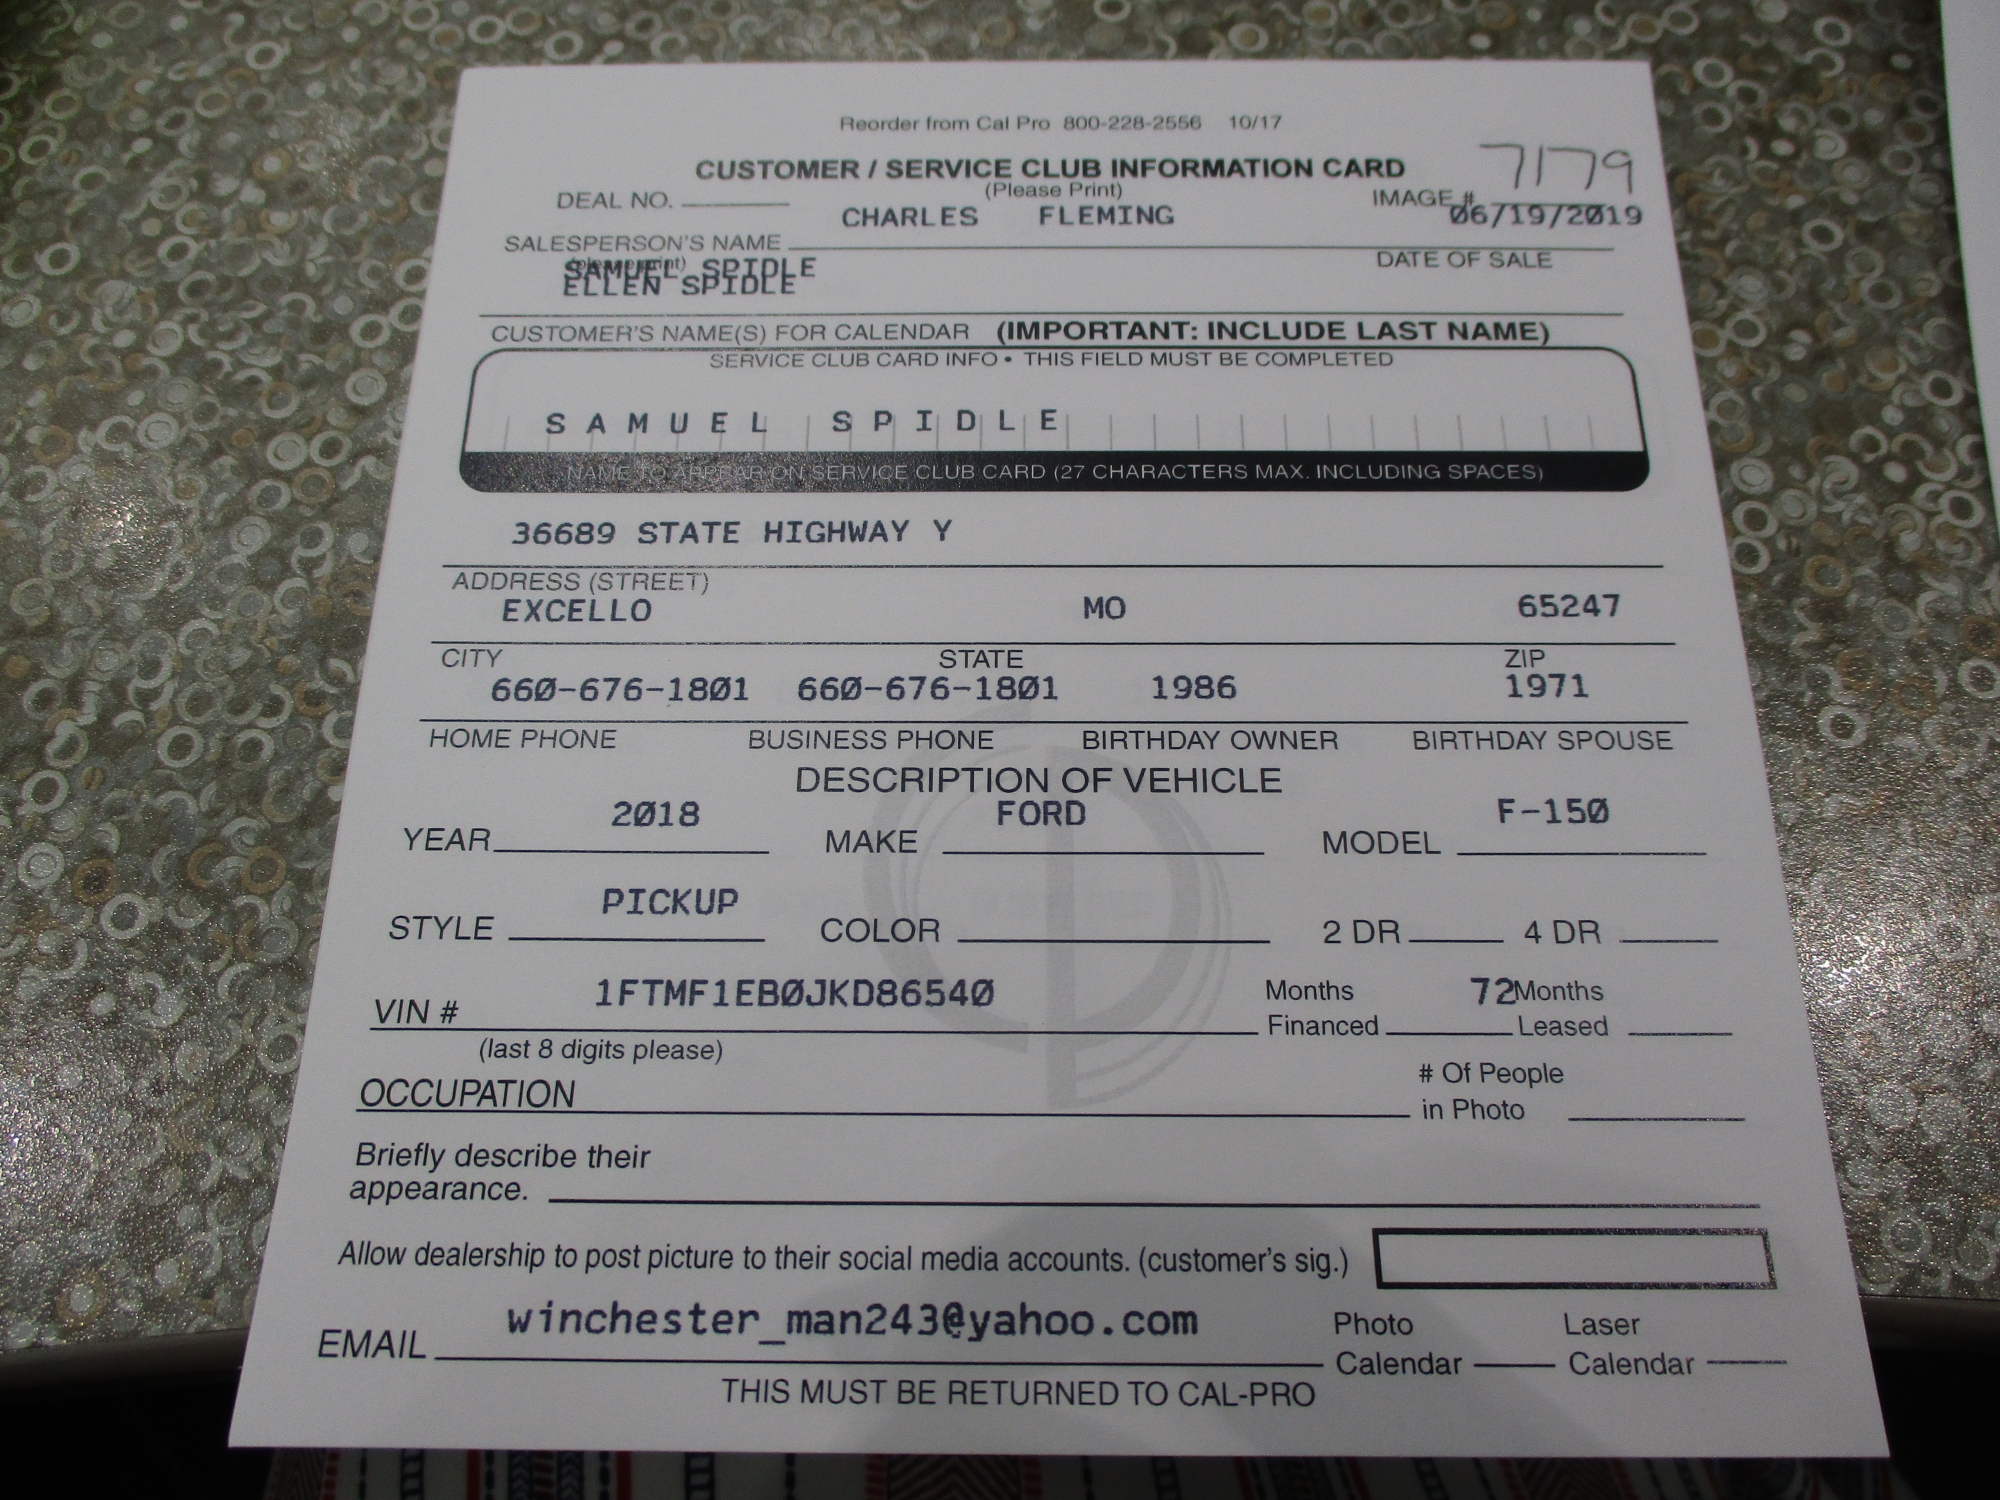 Reorder from Cal Pro 800-228-2556 10/17
7179
CUSTOMER / SERVICE CLUB INFORMATION CARD
(Please Print)
DEAL NO. IMAGE #
CHARLES FLEMING 06/19/2019
SALESPERSON'S NAME
(please print) DATE OF SALE
SAMUEL SPIDLE
ELLEN SPIDLE
CUSTOMER'S NAME(S) FOR CALENDAR (IMPORTANT: INCLUDE LAST NAME)
SERVICE CLUB CARD INFO • THIS FIELD MUST BE COMPLETED
SAMUEL SPIDLE
NAME TO APPEAR ON SERVICE CLUB CARD (27 CHARACTERS MAX. INCLUDING SPACES)
36689 STATE HIGHWAY Y
ADDRESS (STREET)
EXCELLO MO 65247
CITY STATE ZIP
660-676-1801 660-676-1801 1986 1971
HOME PHONE BUSINESS PHONE BIRTHDAY OWNER BIRTHDAY SPOUSE
DESCRIPTION OF VEHICLE
2018 FORD F-150
YEAR MAKE MODEL
PICKUP
STYLE COLOR 2 DR 4 DR
1FTMF1EB0JKD86540 Months 72 Months
VIN # Financed Leased
(last 8 digits please)
# Of People
OCCUPATION in Photo
Briefly describe their
appearance.
Allow dealership to post picture to their social media accounts. (customer's sig.)
winchester_man243@yahoo.com Photo Laser
EMAIL Calendar Calendar
THIS MUST BE RETURNED TO CAL-PRO